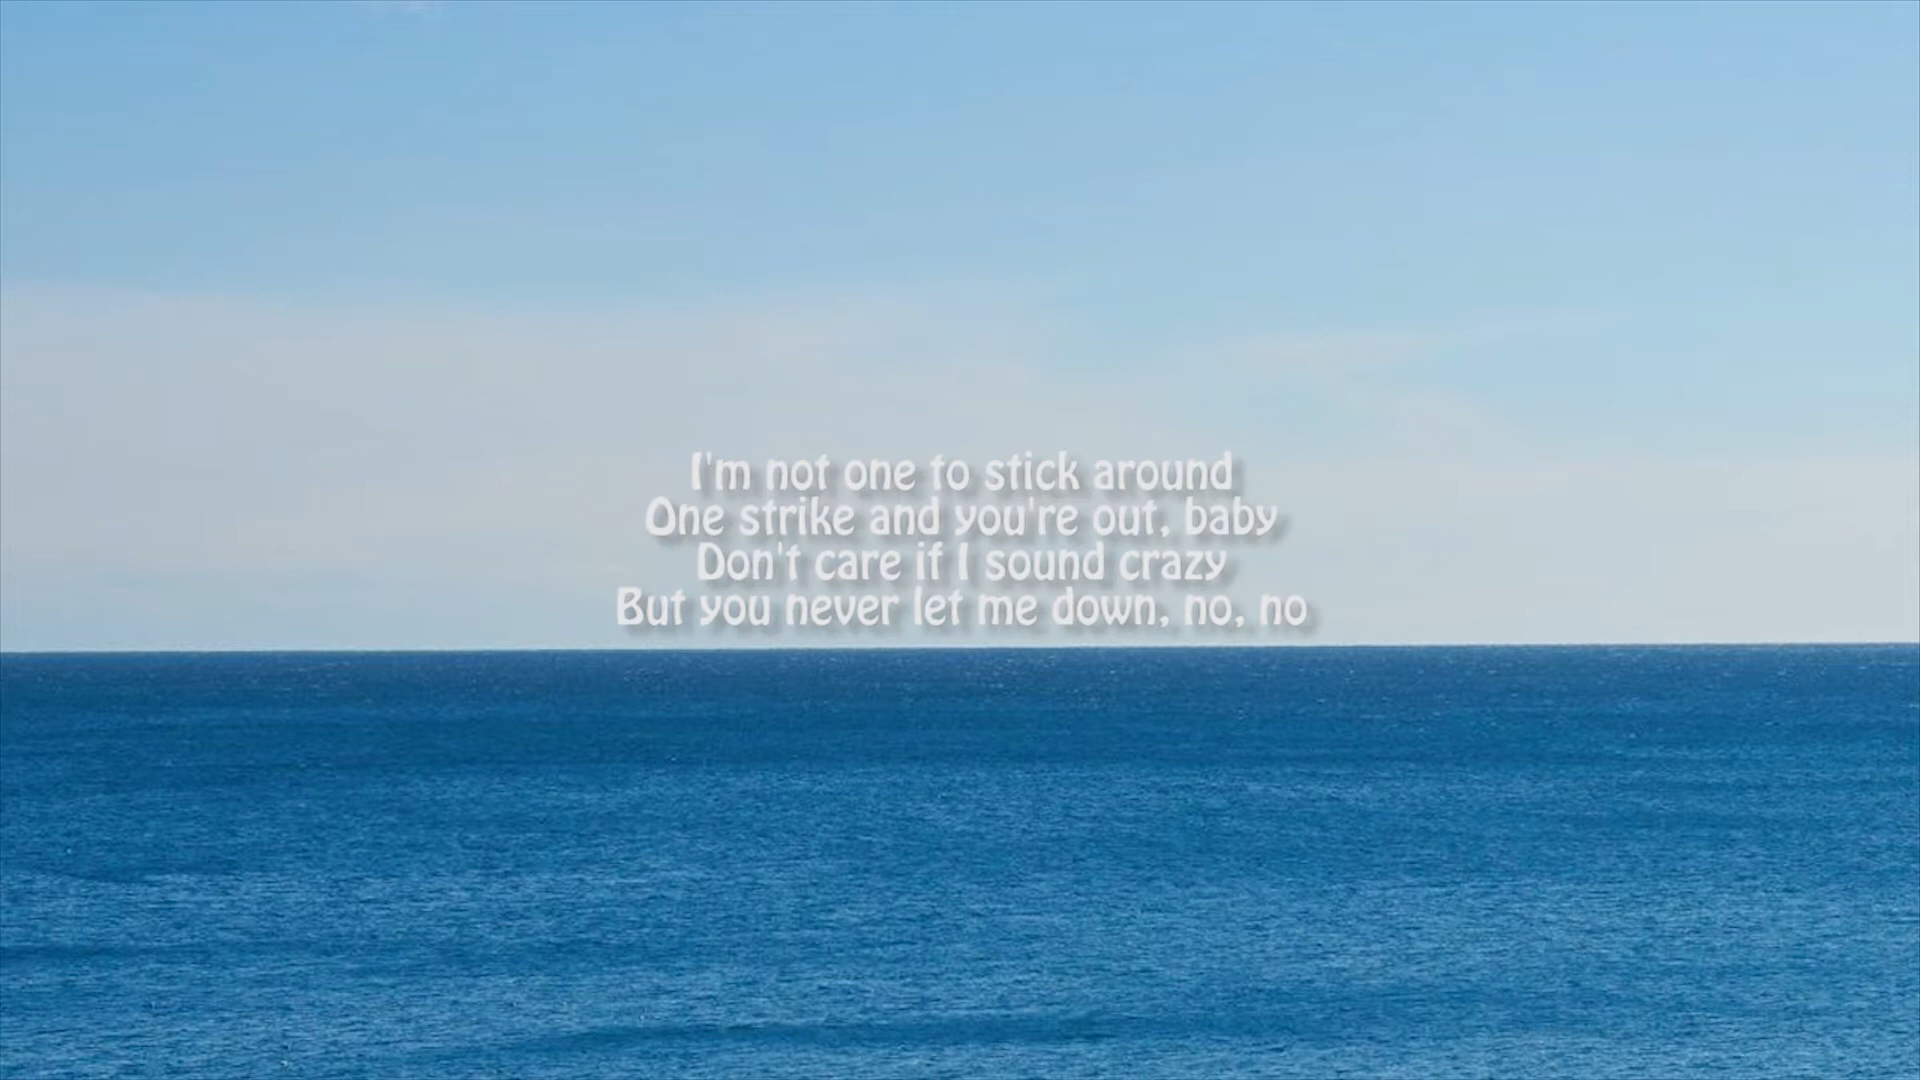 I'm not one to stick around
One strike and you're out, baby
Don't care if I sound crazy
But you never let me down, no, no